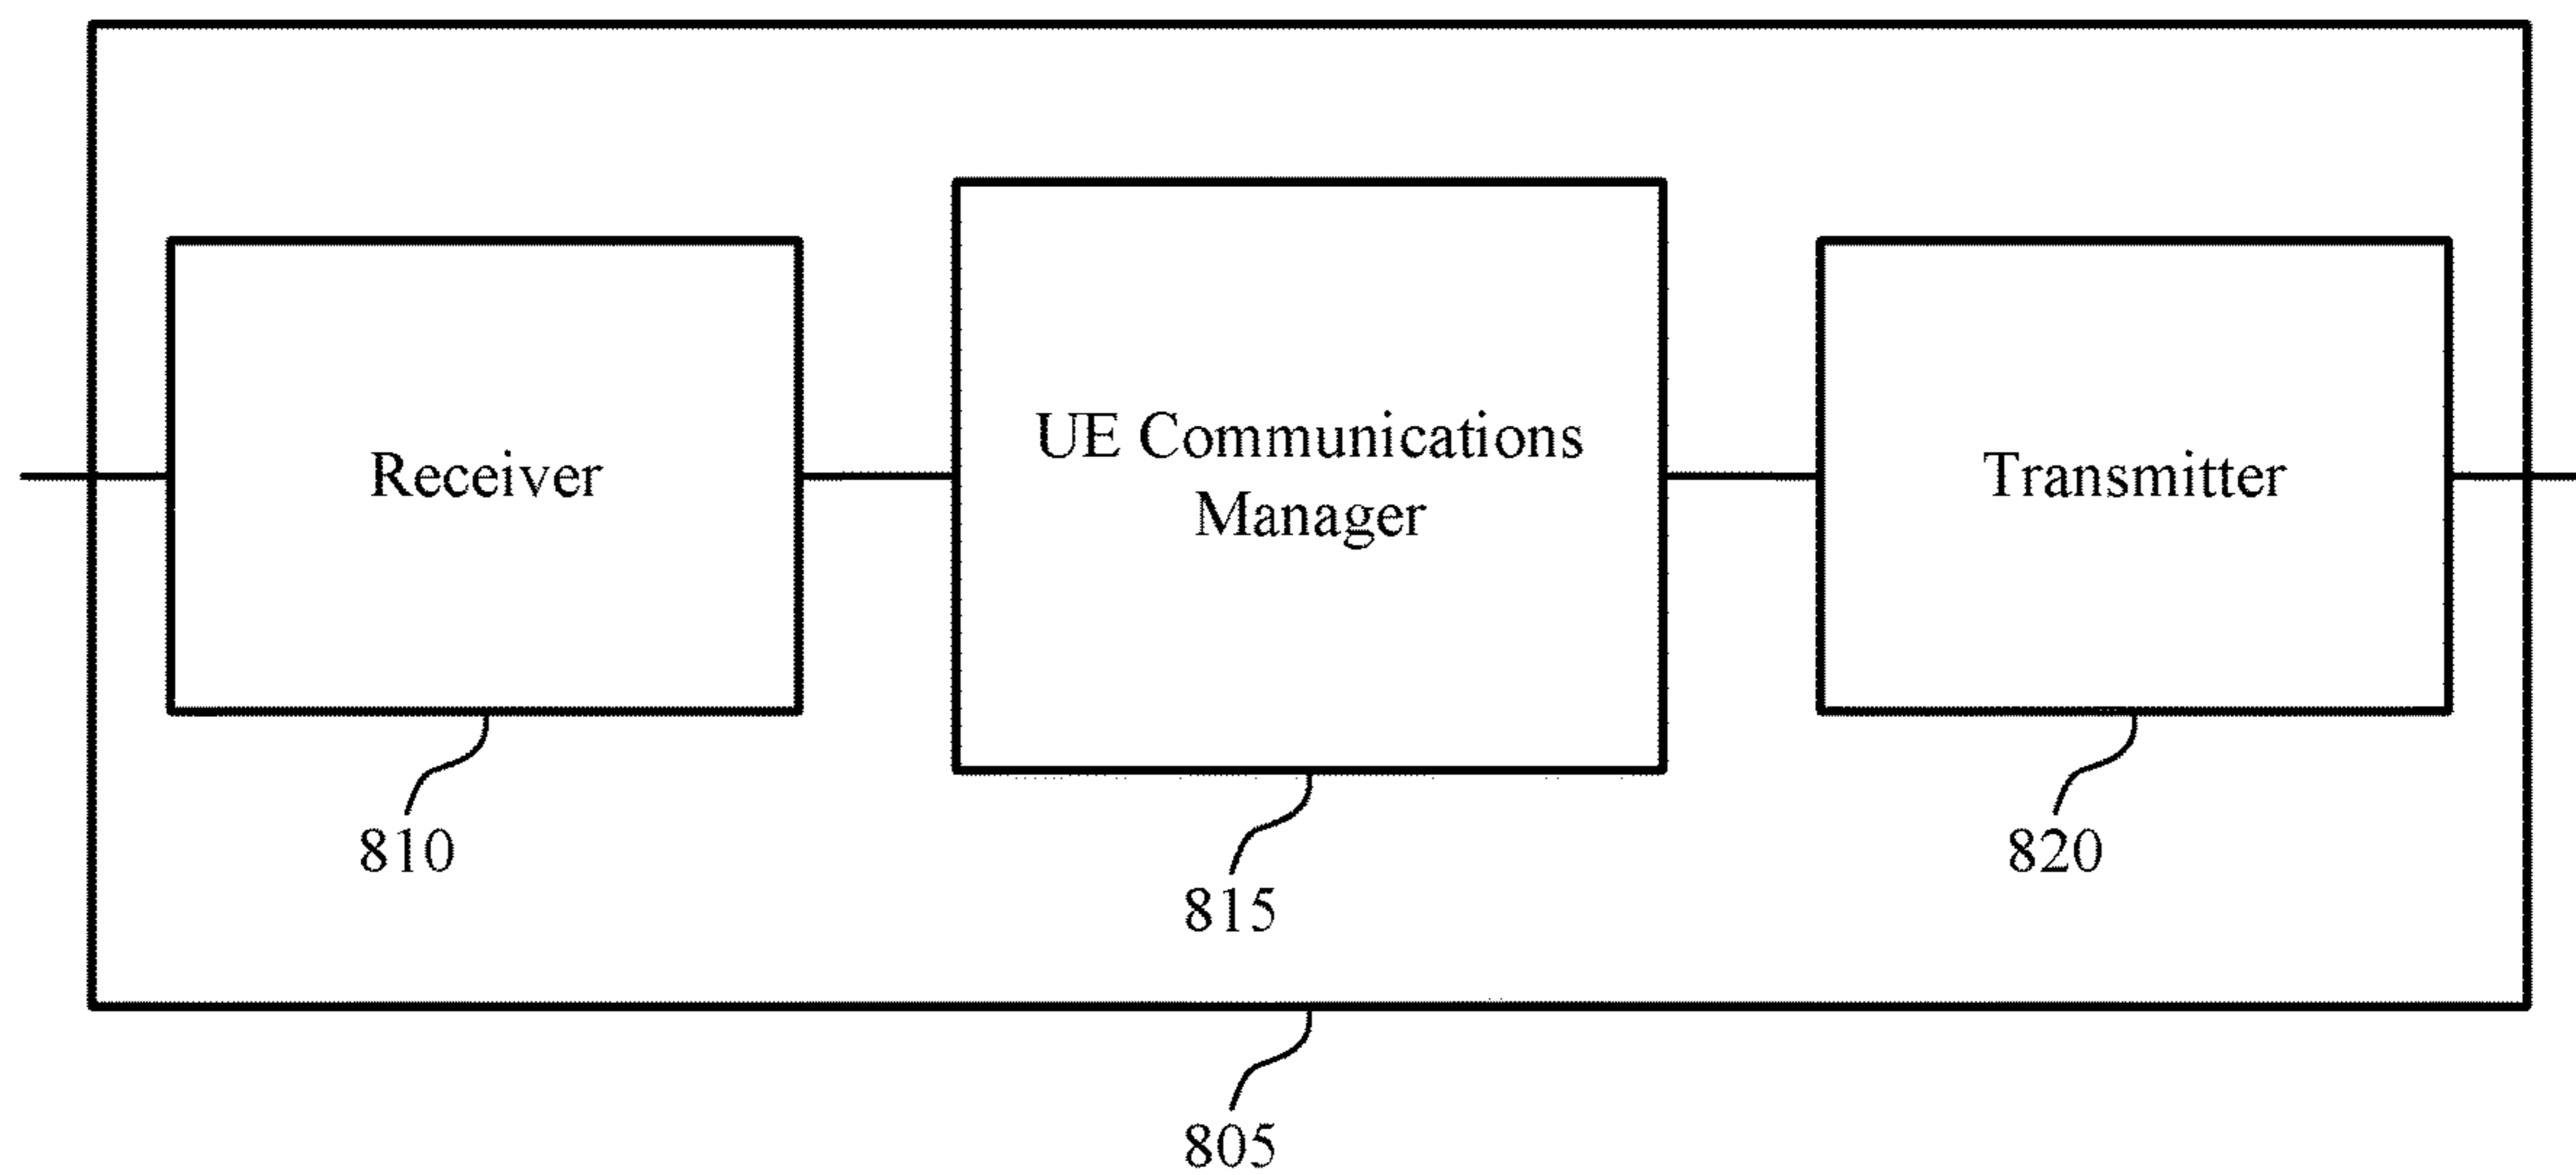 Receiver
UE Communications
Manager
Transmitter
810
815
820
805